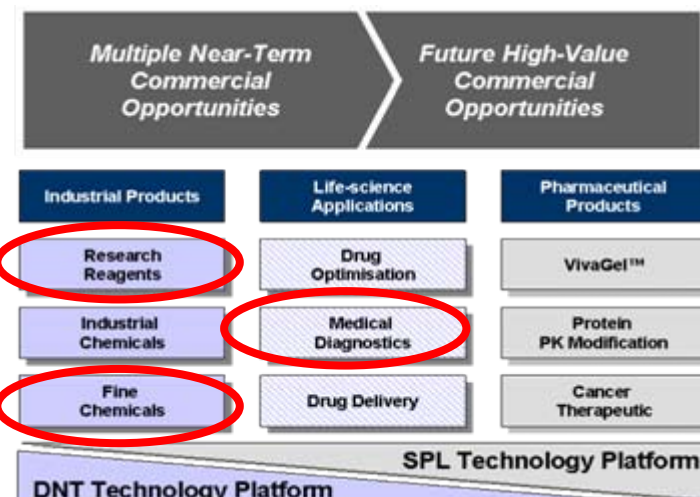 Multiple Near-Term
Commercial
Opportunities
Future High-Value
Commercial
Opportunities
Industrial Products
Life-science
Applications
Pharmaceutical
Products
Research
Reagents
Drug
Optimisation
VivaGel™
Industrial
Chemicals
Medical
Diagnostics
Protein
PK Modification
Fine
Chemicals
Drug Delivery
Cancer
Therapeutic
SPL Technology Platform
DNT Technology Platform